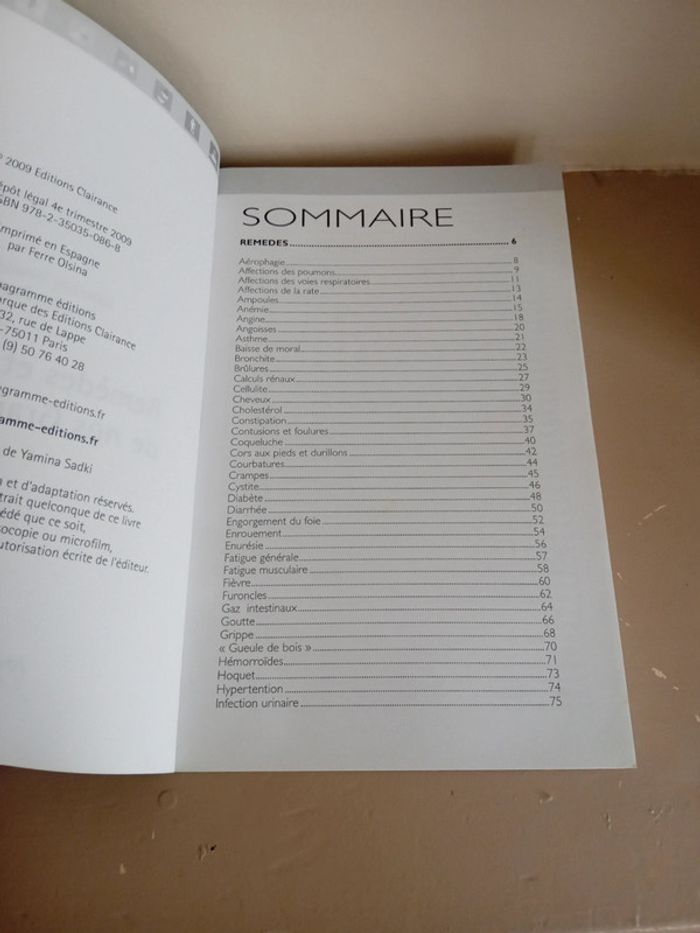 2009 Editions Clairance
épôt légal 4e trimestre 2009
SBN 978-2-35035-086-8
mprimé en Espagne
par Ferre Olsina
agramme éditions
arque des Editions Clairance
32, rue de Lappe
-75011 Paris
(9) 50 76 40 28
agramme-editions.fr
amme-editions.fr
de Yamina Sadki
et d'adaptation réservés.
trait quelconque de ce livre
édé que ce soit,
ocopie ou microfilm,
utorisation écrite de l'éditeur.
SOMMAIRE
REMEDES 6
Aérophagie 8
Affections des poumons 9
Affections des voies respiratoires 11
Affections de la rate 13
Ampoules 14
Anémie 15
Angine 18
Angoisses 20
Asthme 21
Baisse de moral 22
Bronchite 23
Brûlures 25
Calculs rénaux 27
Cellulite 29
Cheveux 30
Cholestérol 34
Constipation 35
Contusions et foulures 37
Coqueluche 40
Cors aux pieds et durillons 42
Courbatures 44
Crampes 45
Cystite 46
Diabète 48
Diarrhée 50
Engorgement du foie 52
Enrouement 54
Enurésie 56
Fatigue générale 57
Fatigue musculaire 58
Fièvre 60
Furoncles 62
Gaz intestinaux 64
Goutte 66
Grippe 68
« Gueule de bois » 70
Hémorroïdes 71
Hoquet 73
Hypertention 74
Infection urinaire 75